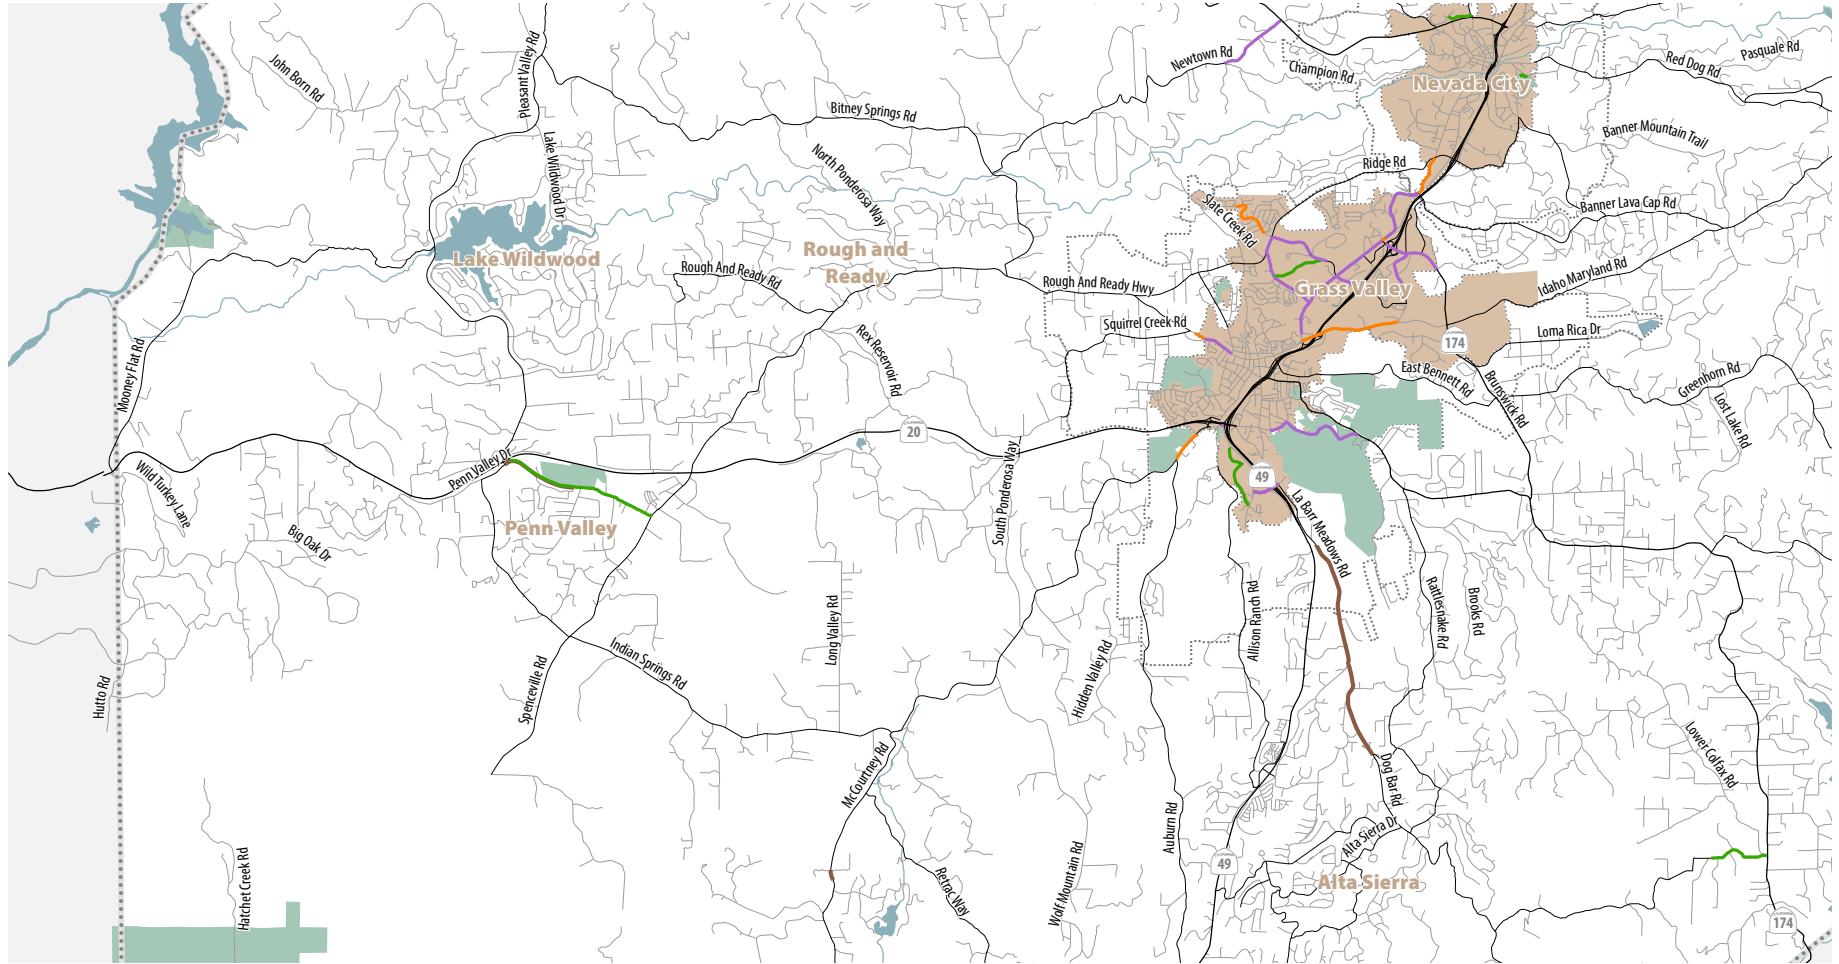 John Born Rd
Pleasant Valley Rd
Newtown Rd
Champion Rd
Nevada City
Red Dog Rd
Pasquale Rd
Bitney Springs Rd
Lake Wildwood Dr
North Ponderosa Way
Ridge Rd
Banner Mountain Trail
Banner Lava Cap Rd
Slate Creek Rd
Lake Wildwood
Rough and
Ready
Rough And Ready Rd
Rough And Ready Hwy
Grass Valley
Idaho Maryland Rd
Squirrel Creek Rd
Loma Rica Dr
CALIFORNIA
174
Mooney Flat Rd
Rex Reservoir Rd
East Bennett Rd
Brunswick Rd
Greenhorn Rd
Lost Lake Rd
CALIFORNIA
20
Penn Valley Dr
Wild Turkey Lane
South Ponderosa Way
CALIFORNIA
49
La Barr Meadows Rd
Penn Valley
Big Oak Dr
Long Valley Rd
Allison Ranch Rd
Rattlesnake Rd
Brooks Rd
Indian Springs Rd
Hidden Valley Rd
Hutto Rd
Spenceville Rd
McCourtney Rd
Dog Bar Rd
Lower Colfax Rd
Auburn Rd
Alta Sierra Dr
CALIFORNIA
49
Alta Sierra
Hatchet Creek Rd
Retrac Way
Wolf Mountain Rd
CALIFORNIA
174